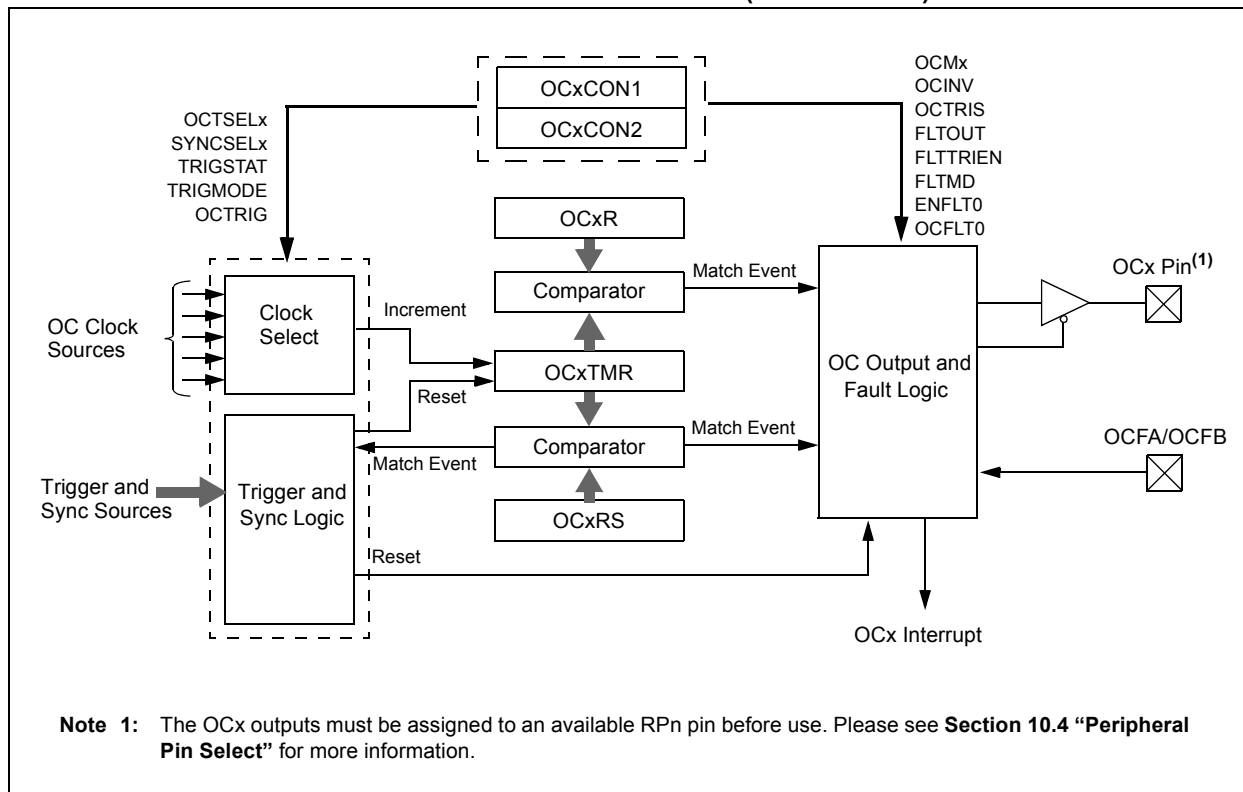 OCxCON1
OCxCON2
OCMx
OCINV
OCTRIS
FLTOUT
FLTTRIEN
FLTMD
ENFLT0
OCFLT0
OCTSELx
SYNCSELx
TRIGSTAT
TRIGMODE
OCTRIG
OCxR
Match Event
Comparator
OCx Pin(1)
OC Clock
Sources
Clock
Select
Increment
OCxTMR
Reset
OC Output and
Fault Logic
Match Event
Comparator
Match Event
OCFA/OCFB
Trigger and
Sync Sources
Trigger and
Sync Logic
OCxRS
Reset
OCx Interrupt
Note 1: The OCx outputs must be assigned to an available RPn pin before use. Please see Section 10.4 “Peripheral
Pin Select” for more information.